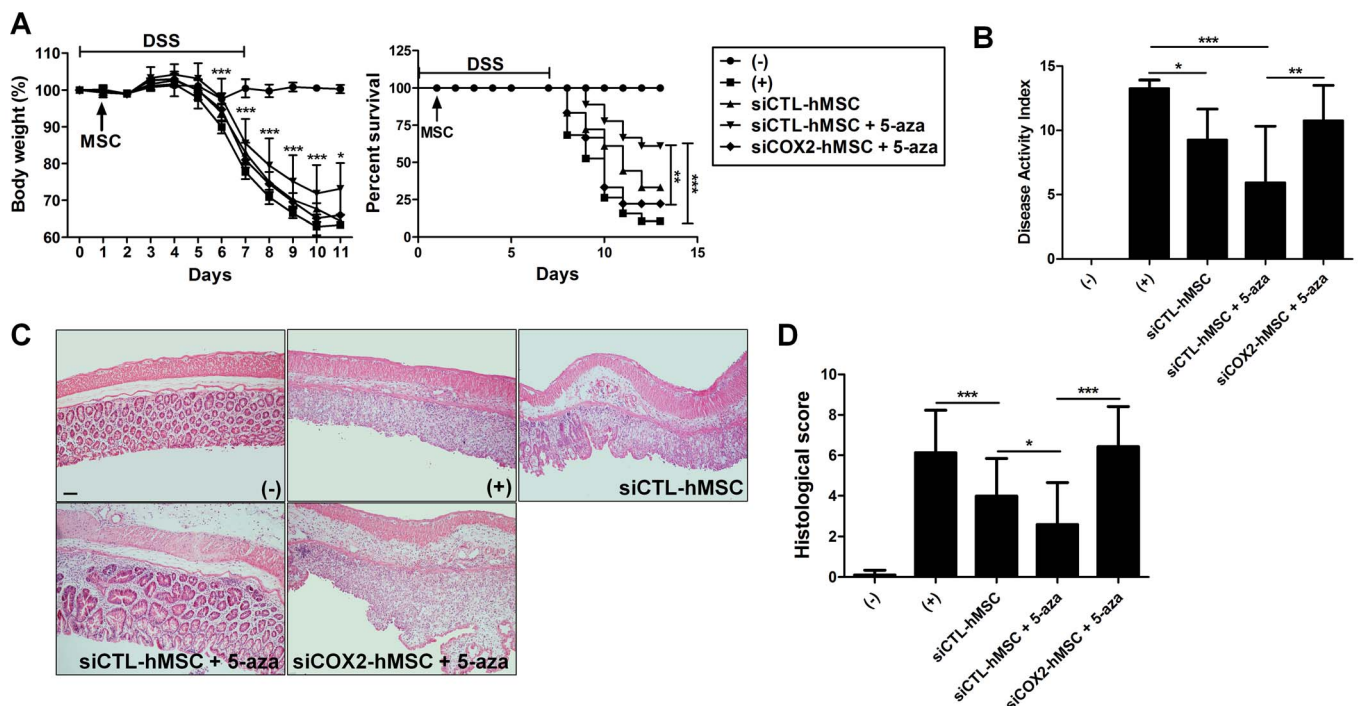 A
DSS
Body weight (%)
110
100
90
80
70
60
MSC
***
***
***
***
***
*
0 1 2 3 4 5 6 7 8 9 10 11
Days
DSS
Percent survival
125
100
75
50
25
0
MSC
**
***
0 5 10 15
Days
(-)
(+)
siCTL-hMSC
siCTL-hMSC + 5-aza
siCOX2-hMSC + 5-aza
B
Disease Activity Index
15
10
5
0
***
*
**
(-)
(+)
siCTL-hMSC
siCTL-hMSC + 5-aza
siCOX2-hMSC + 5-aza
C
(-)
(+)
siCTL-hMSC
siCTL-hMSC + 5-aza
siCOX2-hMSC + 5-aza
D
Histological score
10
8
6
4
2
0
***
*
***
(-)
(+)
siCTL-hMSC
siCTL-hMSC + 5-aza
siCOX2-hMSC + 5-aza